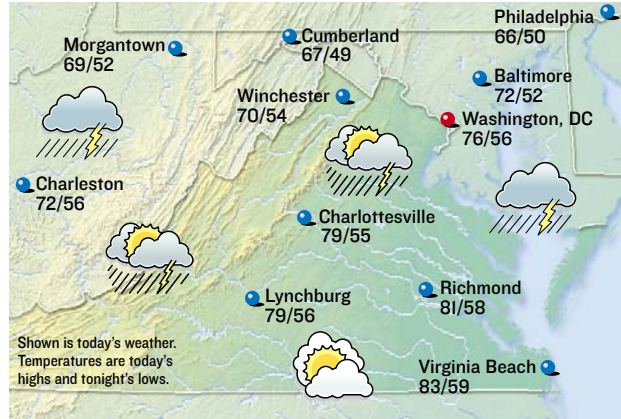 Philadelphia
66/50
Cumberland
67/49
Morgantown
69/52
Baltimore
72/52
Winchester
70/54
Washington, DC
76/56
Charleston
72/56
Charlottesville
79/55
Richmond
81/58
Lynchburg
79/56
Shown is today's weather.
Temperatures are today's
highs and tonight's lows.
Virginia Beach
83/59